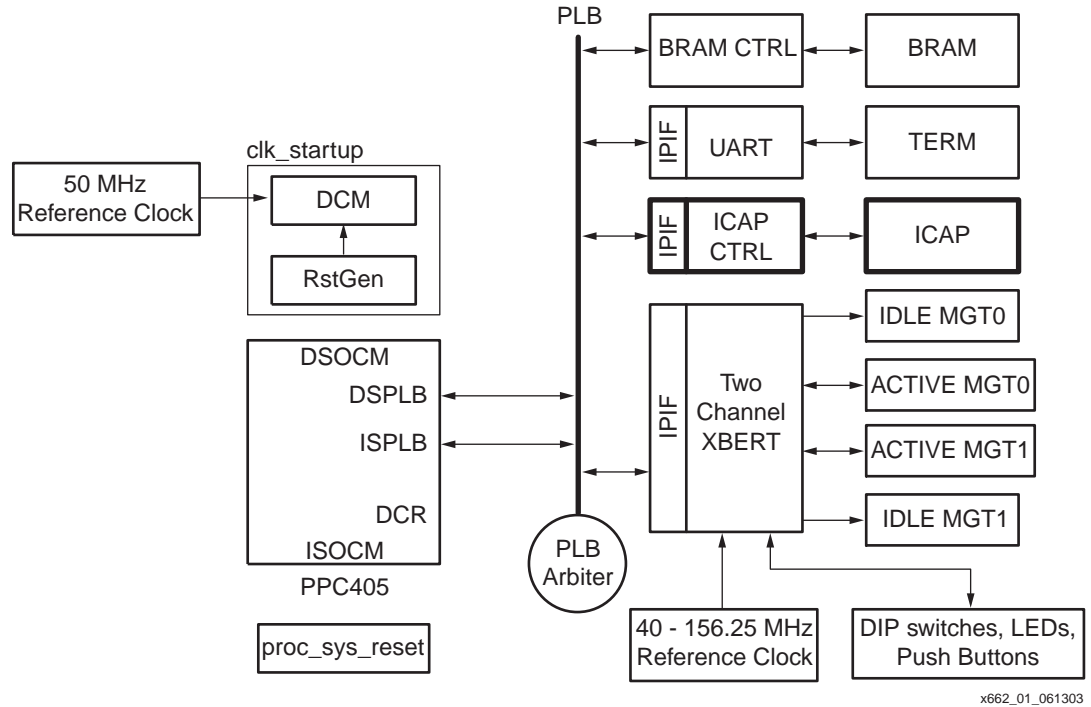 PLB
BRAM CTRL
BRAM
IPIF
UART
TERM
clk_startup
50 MHz
Reference Clock
DCM
RstGen
IPIF
ICAP
CTRL
ICAP
IDLE MGT0
DSOCM
DSPLB
ISPLB
DCR
ISOCM
PPC405
IPIF
Two
Channel
XBERT
ACTIVE MGT0
ACTIVE MGT1
IDLE MGT1
PLB
Arbiter
proc_sys_reset
40 - 156.25 MHz
Reference Clock
DIP switches, LEDs,
Push Buttons
x662_01_061303